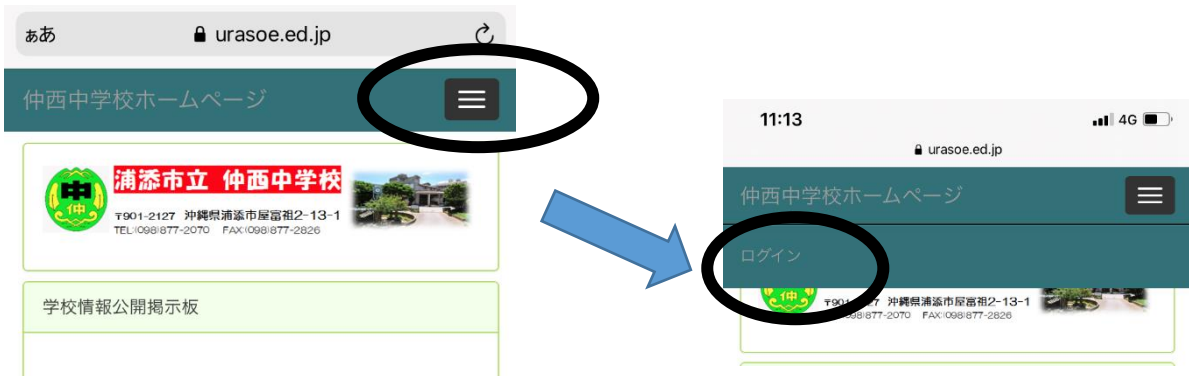 ぁあ urasoe.ed.jp
仲西中学校ホームページ
浦添市立 仲西中学校
〒901-2127 沖縄県浦添市屋富祖2-13-1
TEL:(098)877-2070 FAX:(098)877-2826
学校情報公開掲示板
11:13 4G
urasoe.ed.jp
仲西中学校ホームページ
ログイン
沖縄県浦添市屋富祖2-13-1
FAX:(098)877-2826